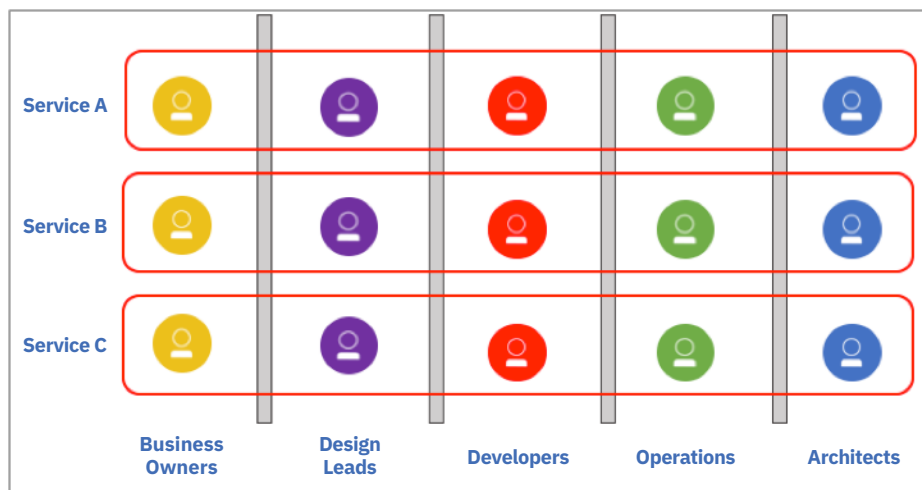 Service A
Service B
Service C
Business
Owners
Design
Leads
Developers
Operations
Architects